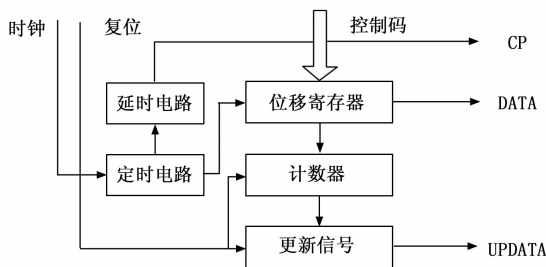 时钟
复位
控制码
CP
延时电路
位移寄存器
DATA
定时电路
计数器
更新信号
UPDATA